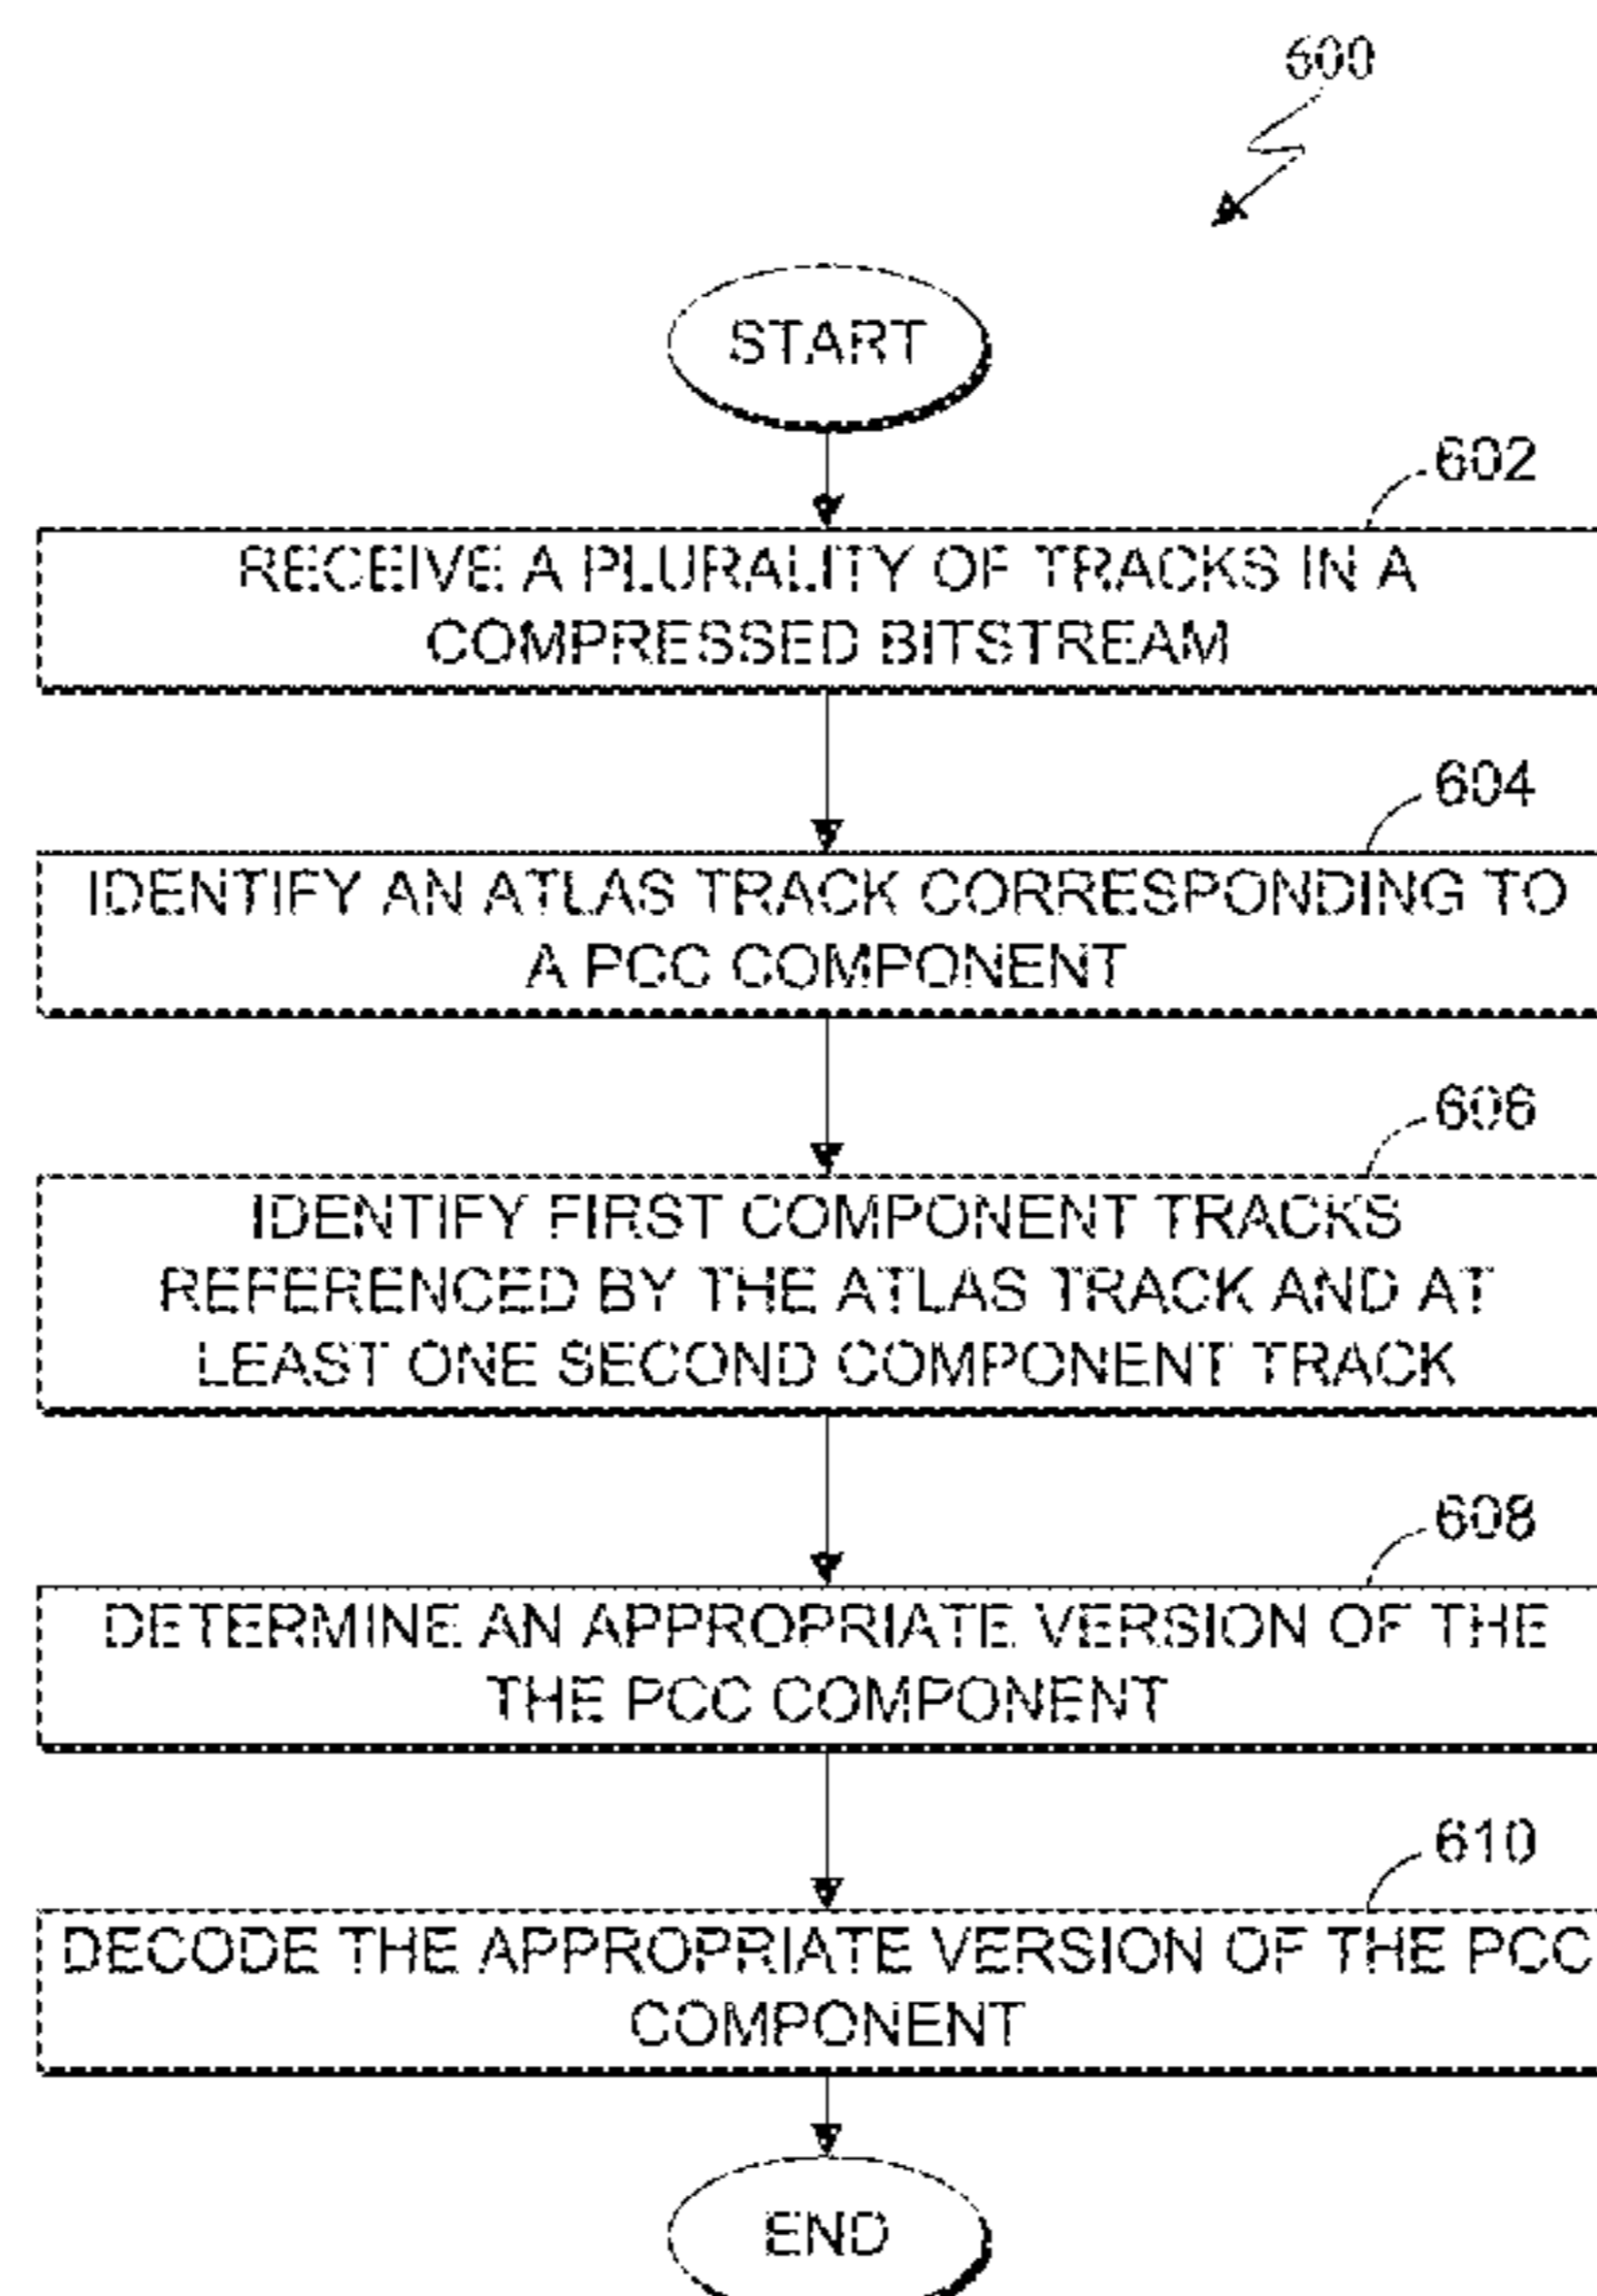 600
START
602
RECEIVE A PLURALITY OF TRACKS IN A
COMPRESSED BITSTREAM
604
IDENTIFY AN ATLAS TRACK CORRESPONDING TO
A PCC COMPONENT
606
IDENTIFY FIRST COMPONENT TRACKS
REFERENCED BY THE ATLAS TRACK AND AT
LEAST ONE SECOND COMPONENT TRACK
608
DETERMINE AN APPROPRIATE VERSION OF THE
THE PCC COMPONENT
610
DECODE THE APPROPRIATE VERSION OF THE PCC
COMPONENT
END